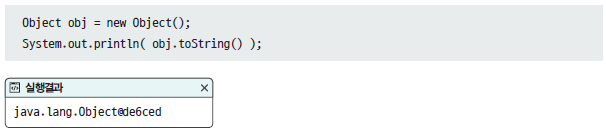 Object obj = new Object();
System.out.println( obj.toString() );
실행결과
java.lang.Object@de6ced